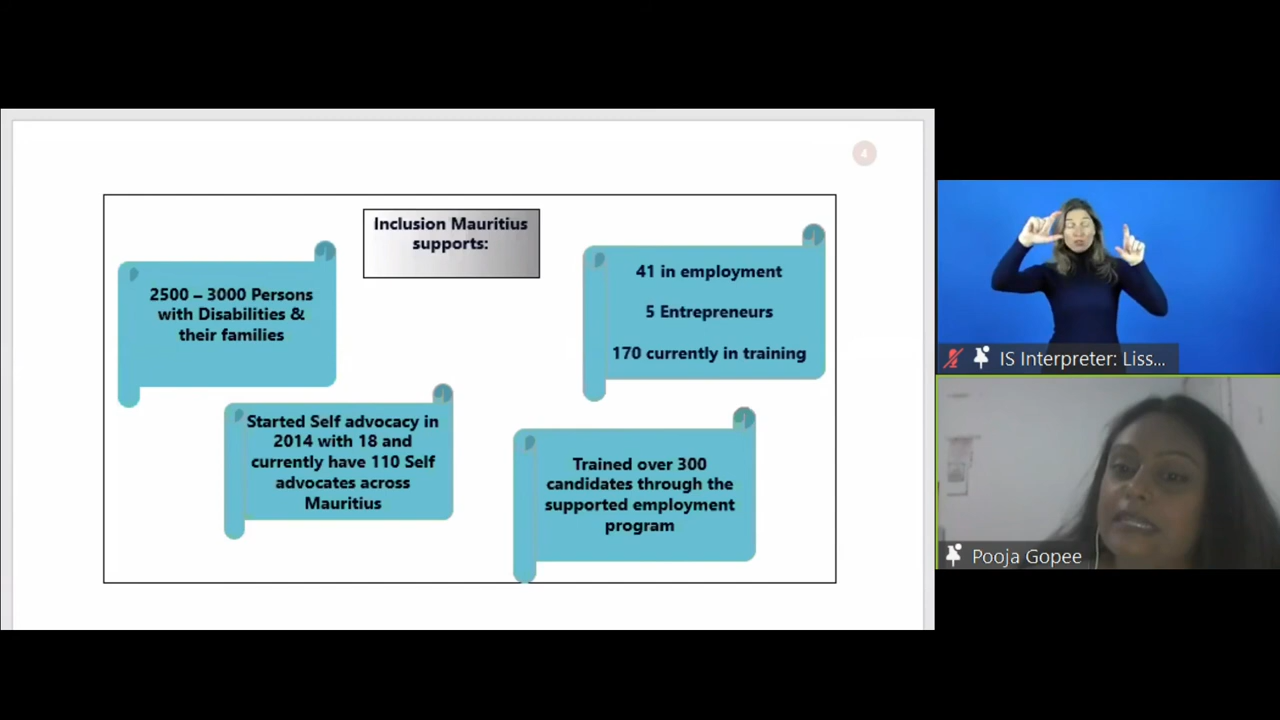 4
Inclusion Mauritius
supports:
2500 – 3000 Persons
with Disabilities &
their families
41 in employment
5 Entrepreneurs
170 currently in training
Started Self advocacy in
2014 with 18 and
currently have 110 Self
advocates across
Mauritius
Trained over 300
candidates through the
supported employment
program
IS Interpreter: Liss...
Pooja Gopee